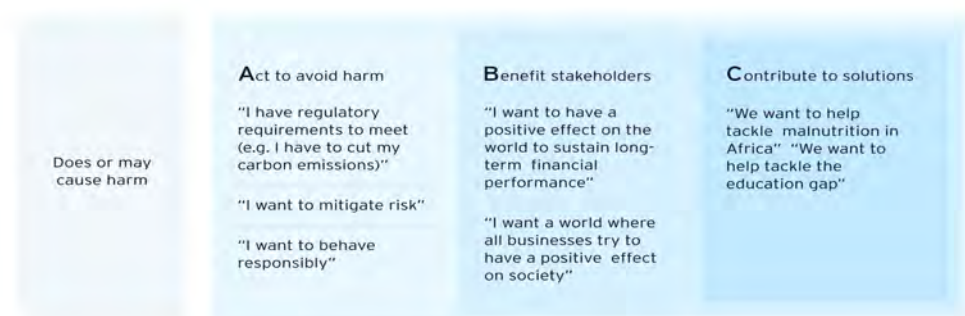 Does or may
cause harm
Act to avoid harm
"I have regulatory
requirements to meet
(e.g. I have to cut my
carbon emissions)"
"I want to mitigate risk"
"I want to behave
responsibly"
Benefit stakeholders
"I want to have a
positive effect on the
world to sustain long-
term financial
performance"
"I want a world where
all businesses try to
have a positive effect
on society"
Contribute to solutions
"We want to help
tackle malnutrition in
Africa" "We want to
help tackle the
education gap"